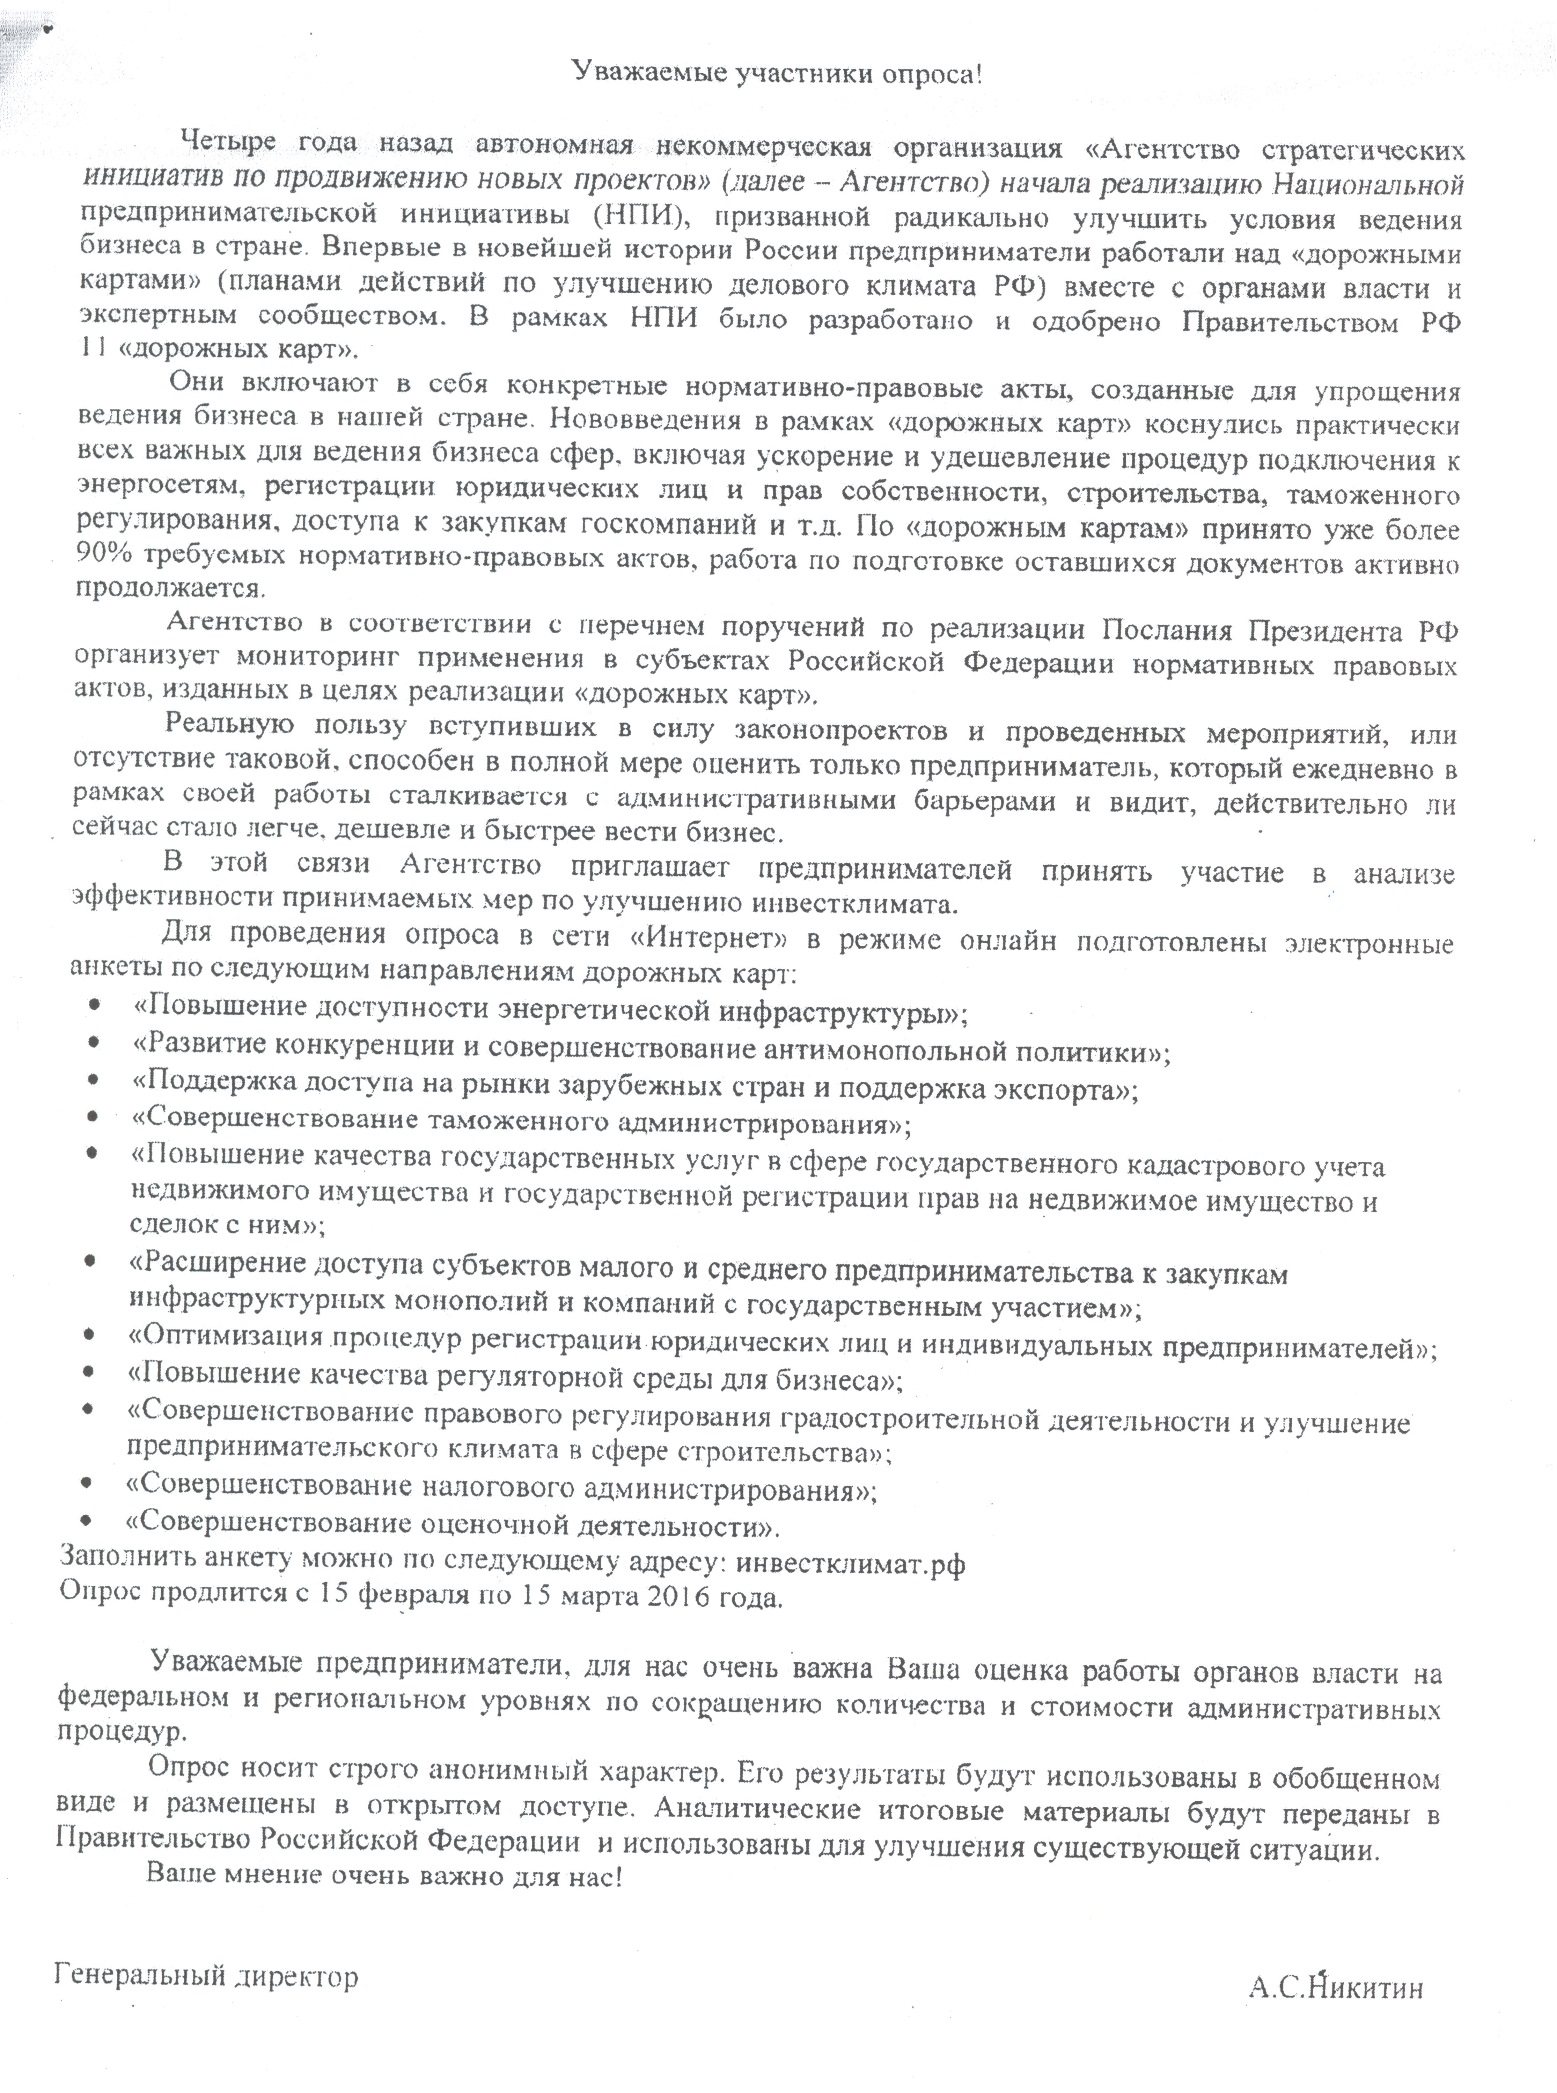 Уважаемые участники опроса!
Четыре года назад автономная некоммерческая организация «Агентство стратегических
инициатив по продвижению новых проектов» (далее – Агентство) начала реализацию Национальной
предпринимательской инициативы (НПИ), призванной радикально улучшить условия ведения
бизнеса в стране. Впервые в новейшей истории России предприниматели работали над «дорожными
картами» (планами действий по улучшению делового климата РФ) вместе с органами власти и
экспертным сообществом. В рамках НПИ было разработано и одобрено Правительством РФ
11 «дорожных карт».
Они включают в себя конкретные нормативно-правовые акты, созданные для упрощения
ведения бизнеса в нашей стране. Нововведения в рамках «дорожных карт» коснулись практически
всех важных для ведения бизнеса сфер, включая ускорение и удешевление процедур подключения к
энергосетям, регистрации юридических лиц и прав собственности, строительства, таможенного
регулирования, доступа к закупкам госкомпаний и т.д. По «дорожным картам» принято уже более
90% требуемых нормативно-правовых актов, работа по подготовке оставшихся документов активно
продолжается.
Агентство в соответствии с перечнем поручений по реализации Послания Президента РФ
организует мониторинг применения в субъектах Российской Федерации нормативных правовых
актов, изданных в целях реализации «дорожных карт».
Реальную пользу вступивших в силу законопроектов и проведенных мероприятий, или
отсутствие таковой, способен в полной мере оценить только предприниматель, который ежедневно в
рамках своей работы сталкивается с административными барьерами и видит, действительно ли
сейчас стало легче, дешевле и быстрее вести бизнес.
В этой связи Агентство приглашает предпринимателей принять участие в анализе
эффективности принимаемых мер по улучшению инвестклимата.
Для проведения опроса в сети «Интернет» в режиме онлайн подготовлены электронные
анкеты по следующим направлениям дорожных карт:
• «Повышение доступности энергетической инфраструктуры»;
• «Развитие конкуренции и совершенствование антимонопольной политики»;
• «Поддержка доступа на рынки зарубежных стран и поддержка экспорта»;
• «Совершенствование таможенного администрирования»;
• «Повышение качества государственных услуг в сфере государственного кадастрового учета
недвижимого имущества и государственной регистрации прав на недвижимое имущество и
сделок с ним»;
• «Расширение доступа субъектов малого и среднего предпринимательства к закупкам
инфраструктурных монополий и компаний с государственным участием»;
• «Оптимизация процедур регистрации юридических лиц и индивидуальных предпринимателей»;
• «Повышение качества регуляторной среды для бизнеса»;
• «Совершенствование правового регулирования градостроительной деятельности и улучшение
предпринимательского климата в сфере строительства»;
• «Совершенствование налогового администрирования»;
• «Совершенствование оценочной деятельности».
Заполнить анкету можно по следующему адресу: инвестклимат.рф
Опрос продлится с 15 февраля по 15 марта 2016 года.
Уважаемые предприниматели, для нас очень важна Ваша оценка работы органов власти на
федеральном и региональном уровнях по сокращению количества и стоимости административных
процедур.
Опрос носит строго анонимный характер. Его результаты будут использованы в обобщенном
виде и размещены в открытом доступе. Аналитические итоговые материалы будут переданы в
Правительство Российской Федерации и использованы для улучшения существующей ситуации.
Ваше мнение очень важно для нас!
Генеральный директор А.С.Никитин